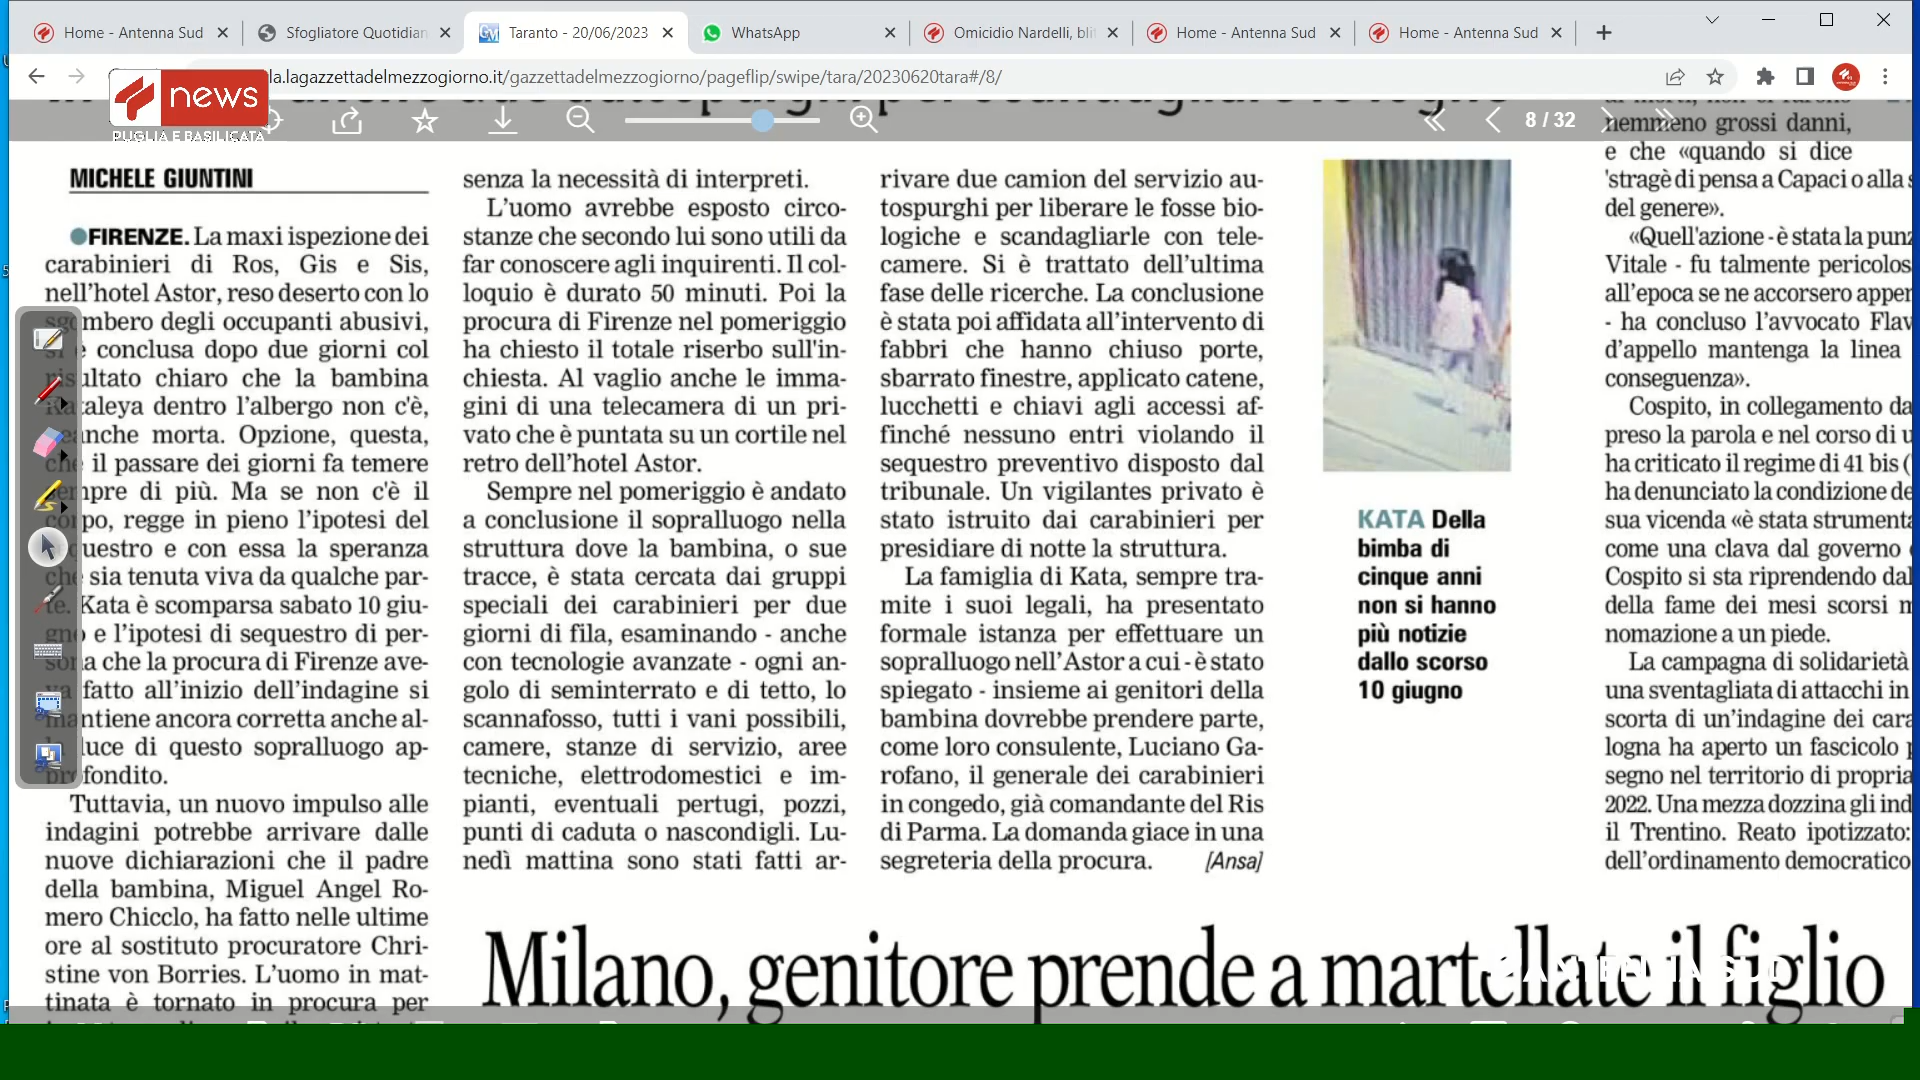 Home - Antenna Sud
Sfogliatore Quotidian
Taranto - 20/06/2023
WhatsApp
Omicidio Nardelli, blit
Home - Antenna Sud
Home - Antenna Sud
la.lagazzettadelmezzogiorno.it/gazzettadelmezzogiorno/pageflip/swipe/tara/20230620tara#/8/
news
PUGLIA E BASILICATA
8 / 32
MICHELE GIUNTINI
FIRENZE. La maxi ispezione dei
carabinieri di Ros, Gis e Sis,
nell'hotel Astor, reso deserto con lo
sgombero degli occupanti abusivi,
si è conclusa dopo due giorni col
risultato chiaro che la bambina
Kataleya dentro l'albergo non c'è,
neanche morta. Opzione, questa,
che il passare dei giorni fa temere
sempre di più. Ma se non c'è il
corpo, regge in pieno l'ipotesi del
sequestro e con essa la speranza
che sia tenuta viva da qualche par-
te. Kata è scomparsa sabato 10 giu-
gno e l'ipotesi di sequestro di per-
sona che la procura di Firenze ave-
va fatto all'inizio dell'indagine si
mantiene ancora corretta anche al-
la luce di questo sopralluogo ap-
profondito.
Tuttavia, un nuovo impulso alle
indagini potrebbe arrivare dalle
nuove dichiarazioni che il padre
della bambina, Miguel Angel Ro-
mero Chicclo, ha fatto nelle ultime
ore al sostituto procuratore Chri-
stine von Borries. L'uomo in mat-
tinata è tornato in procura per
senza la necessità di interpreti.
L'uomo avrebbe esposto circo-
stanze che secondo lui sono utili da
far conoscere agli inquirenti. Il col-
loquio è durato 50 minuti. Poi la
procura di Firenze nel pomeriggio
ha chiesto il totale riserbo sull'in-
chiesta. Al vaglio anche le imma-
gini di una telecamera di un pri-
vato che è puntata su un cortile nel
retro dell'hotel Astor.
Sempre nel pomeriggio è andato
a conclusione il sopralluogo nella
struttura dove la bambina, o sue
tracce, è stata cercata dai gruppi
speciali dei carabinieri per due
giorni di fila, esaminando - anche
con tecnologie avanzate - ogni an-
golo di seminterrato e di tetto, lo
scannafosso, tutti i vani possibili,
camere, stanze di servizio, aree
tecniche, elettrodomestici e im-
pianti, eventuali pertugi, pozzi,
punti di caduta o nascondigli. Lu-
nedì mattina sono stati fatti ar-
rivare due camion del servizio au-
tospurghi per liberare le fosse bio-
logiche e scandagliarle con tele-
camere. Si è trattato dell'ultima
fase delle ricerche. La conclusione
è stata poi affidata all'intervento di
fabbri che hanno chiuso porte,
sbarrato finestre, applicato catene,
lucchetti e chiavi agli accessi af-
finché nessuno entri violando il
sequestro preventivo disposto dal
tribunale. Un vigilantes privato è
stato istruito dai carabinieri per
presidiare di notte la struttura.
La famiglia di Kata, sempre tra-
mite i suoi legali, ha presentato
formale istanza per effettuare un
sopralluogo nell'Astor a cui - è stato
spiegato - insieme ai genitori della
bambina dovrebbe prendere parte,
come loro consulente, Luciano Ga-
rofano, il generale dei carabinieri
in congedo, già comandante del Ris
di Parma. La domanda giace in una
segreteria della procura. [Ansa]
KATA Della
bimba di
cinque anni
non si hanno
più notizie
dallo scorso
10 giugno
nemmeno grossi danni,
e che «quando si dice
'stragè di pensa a Capaci o alla s
del genere».
«Quell'azione - è stata la punz
Vitale - fu talmente pericolos
all'epoca se ne accorsero apper
- ha concluso l'avvocato Flav
d'appello mantenga la linea
conseguenza».
Cospito, in collegamento da
preso la parola e nel corso di u
ha criticato il regime di 41 bis (
ha denunciato la condizione de
sua vicenda «è stata strumenta
come una clava dal governo
Cospito si sta riprendendo dal
della fame dei mesi scorsi m
nomazione a un piede.
La campagna di solidarietà
una sventagliata di attacchi in
scorta di un'indagine dei cara
logna ha aperto un fascicolo p
segno nel territorio di propria
2022. Una mezza dozzina gli ind
il Trentino. Reato ipotizzato:
dell'ordinamento democratico
Milano, genitore prende a martellate il figlio
ANTENNA SUD